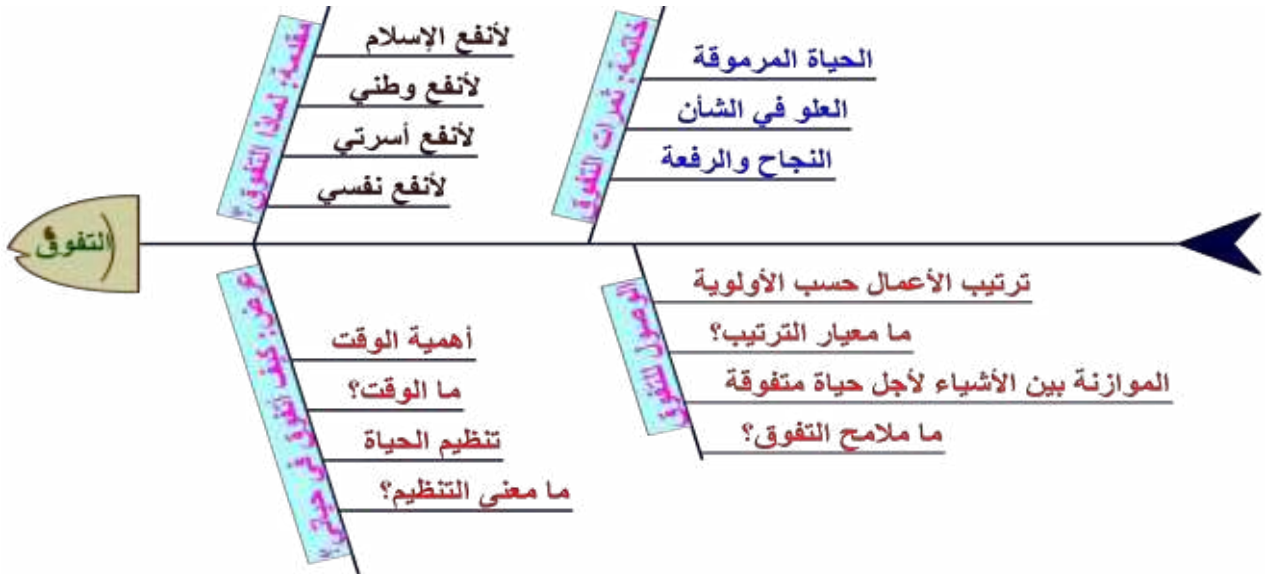 التفوق
مقدمة: لماذا التفوق؟
لأنفع الإسلام
لأنفع وطني
لأنفع أسرتي
لأنفع نفسي
عرض: كيف أتفوق في حياتي؟
أهمية الوقت
ما الوقت؟
تنظيم الحياة
ما معني التنظيم؟
الوصول للتفوق
ترتيب الأعمال حسب الأولوية
ما معيار الترتيب؟
الموازنة بين الأشياء لأجل حياة متفوقة
ما ملامح التفوق؟
خاتمة: ثمرات التفوق
الحياة المرموقة
العلو في الشأن
النجاح والرفعة